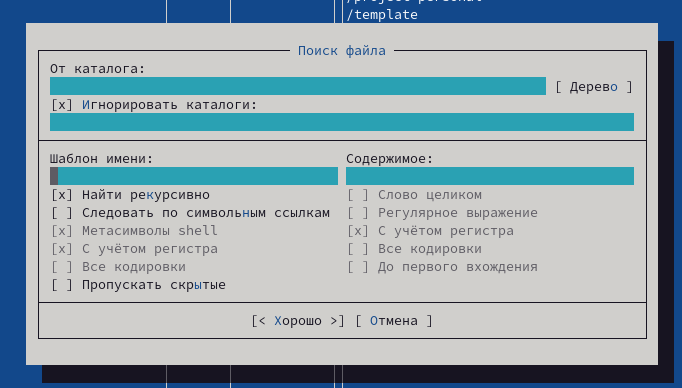 /template
Поиск файла
От каталога:
[ Дерево ]
[x] Игнорировать каталоги:
Шаблон имени:
Содержимое:
[x] Найти рекурсивно
[ ] Слово целиком
[ ] Следовать по символьным ссылкам
[ ] Регулярное выражение
[x] Метасимволы shell
[x] С учётом регистра
[x] С учётом регистра
[ ] Все кодировки
[ ] Все кодировки
[ ] До первого вхождения
[ ] Пропускать скрытые
[< Хорошо >] [ Отмена ]